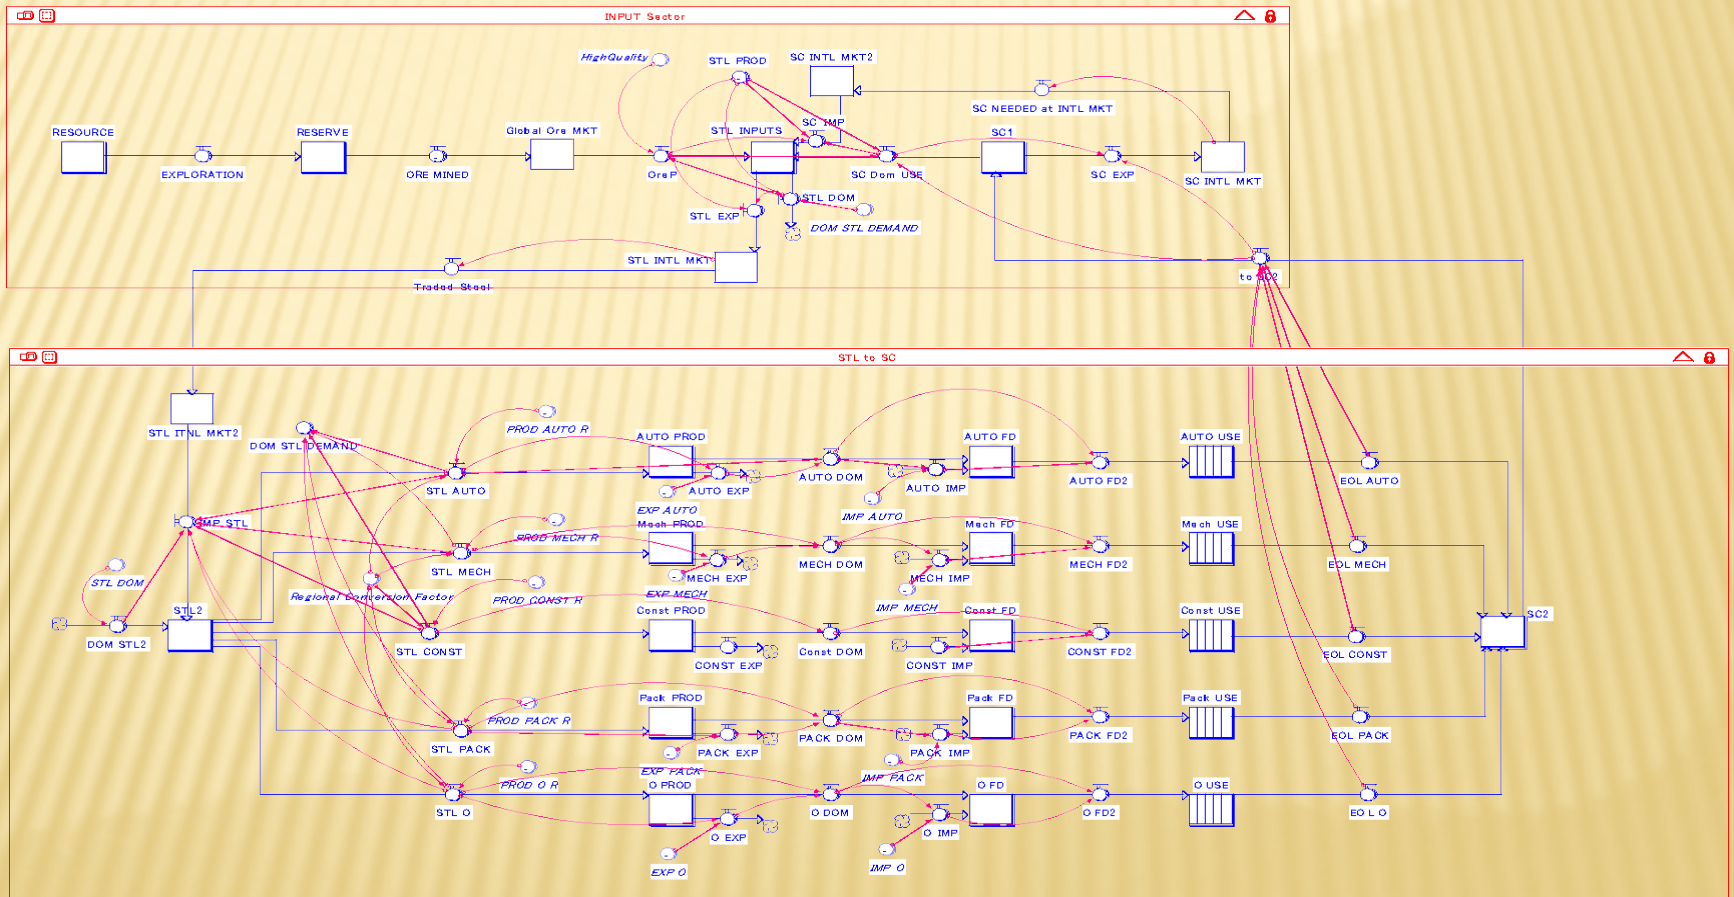 INPUT Sector
HighQuality
STL PROD
SC INTL MKT2
SC NEEDED at INTL MKT
RESOURCE
RESERVE
Global Ore MKT
STL INPUTS
SC IMP
SC1
EXPLORATION
ORE MINED
Ore P
SC Dom USE
SC EXP
SC INTL MKT
STL DOM
STL EXP
DOM STL DEMAND
STL INTL MKT
Traded Steel
to SC2
STL to SC
STL ITNL MKT2
DOM STL DEMAND
PROD AUTO R
AUTO PROD
AUTO FD
AUTO USE
STL AUTO
AUTO EXP
AUTO DOM
AUTO IMP
AUTO FD2
EOL AUTO
EXP AUTO
IMP AUTO
IMP STL
PROD MECH R
Mech PROD
Mech FD
Mech USE
STL MECH
MECH EXP
MECH DOM
MECH IMP
MECH FD2
EOL MECH
STL DOM
Regional Conversion Factor
PROD CONST R
EXP MECH
IMP MECH
STL2
Const PROD
Const FD
Const USE
SC2
DOM STL2
STL CONST
CONST EXP
Const DOM
CONST IMP
CONST FD2
EOL CONST
PROD PACK R
Pack PROD
Pack FD
Pack USE
STL PACK
PACK EXP
PACK DOM
PACK IMP
PACK FD2
EOL PACK
EXP PACK
IMP PACK
PROD O R
O PROD
O FD
O USE
STL O
O EXP
O DOM
O IMP
O FD2
EO L O
EXP O
IMP O